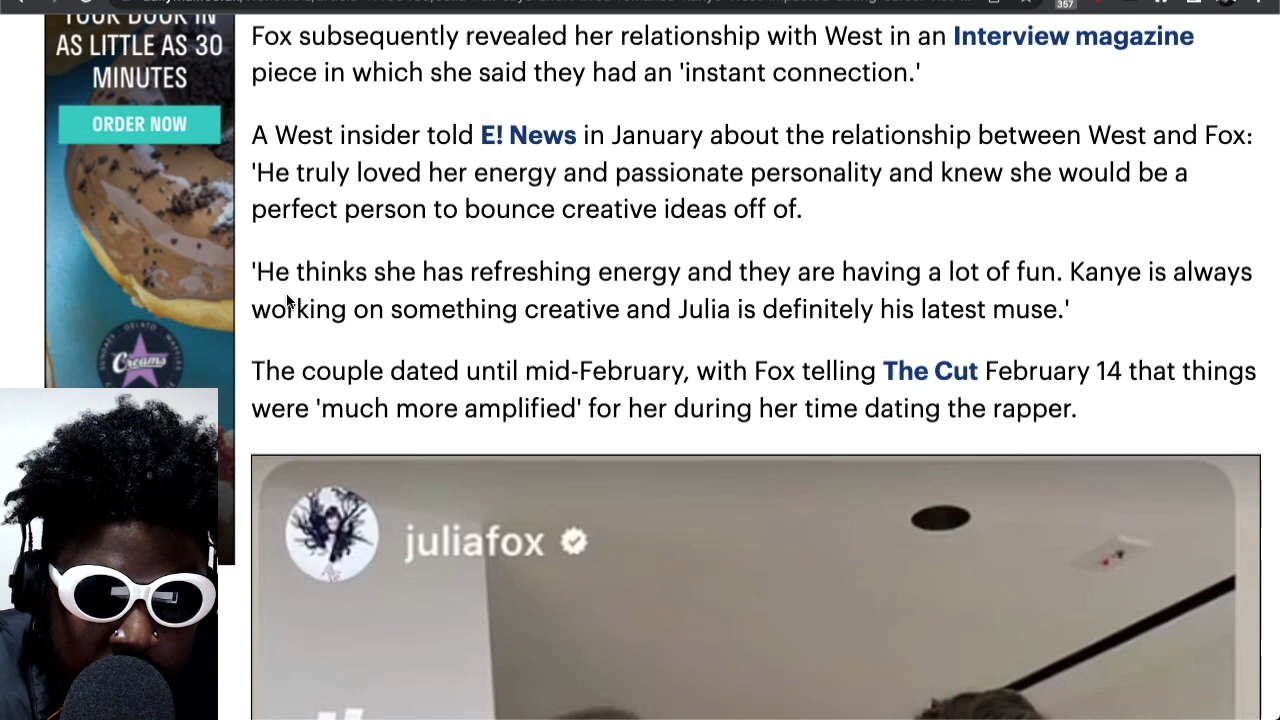 357
YOUR DOOR IN
AS LITTLE AS 30
MINUTES
ORDER NOW
Creams
Fox subsequently revealed her relationship with West in an Interview magazine
piece in which she said they had an 'instant connection.'
A West insider told E! News in January about the relationship between West and Fox:
'He truly loved her energy and passionate personality and knew she would be a
perfect person to bounce creative ideas off of.
'He thinks she has refreshing energy and they are having a lot of fun. Kanye is always
working on something creative and Julia is definitely his latest muse.'
The couple dated until mid-February, with Fox telling The Cut February 14 that things
were 'much more amplified' for her during her time dating the rapper.
juliafox